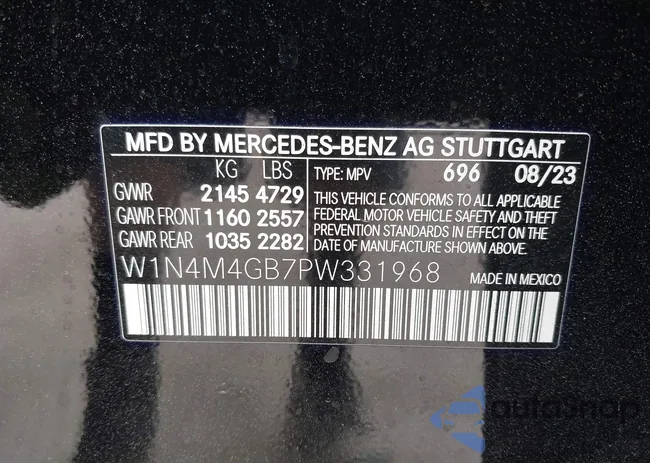 MFD BY MERCEDES-BENZ AG STUTTGART
KG LBS
GVWR 2145 4729
GAWR FRONT 1160 2557
GAWR REAR 1035 2282
TYPE: MPV 696 08/23
THIS VEHICLE CONFORMS TO ALL APPLICABLE
FEDERAL MOTOR VEHICLE SAFETY AND THEFT
PREVENTION STANDARDS IN EFFECT ON THE
DATE OF MANUFACTURE SHOWN ABOVE.
W1N4M4GB7PW331968 MADE IN MEXICO
autosnap